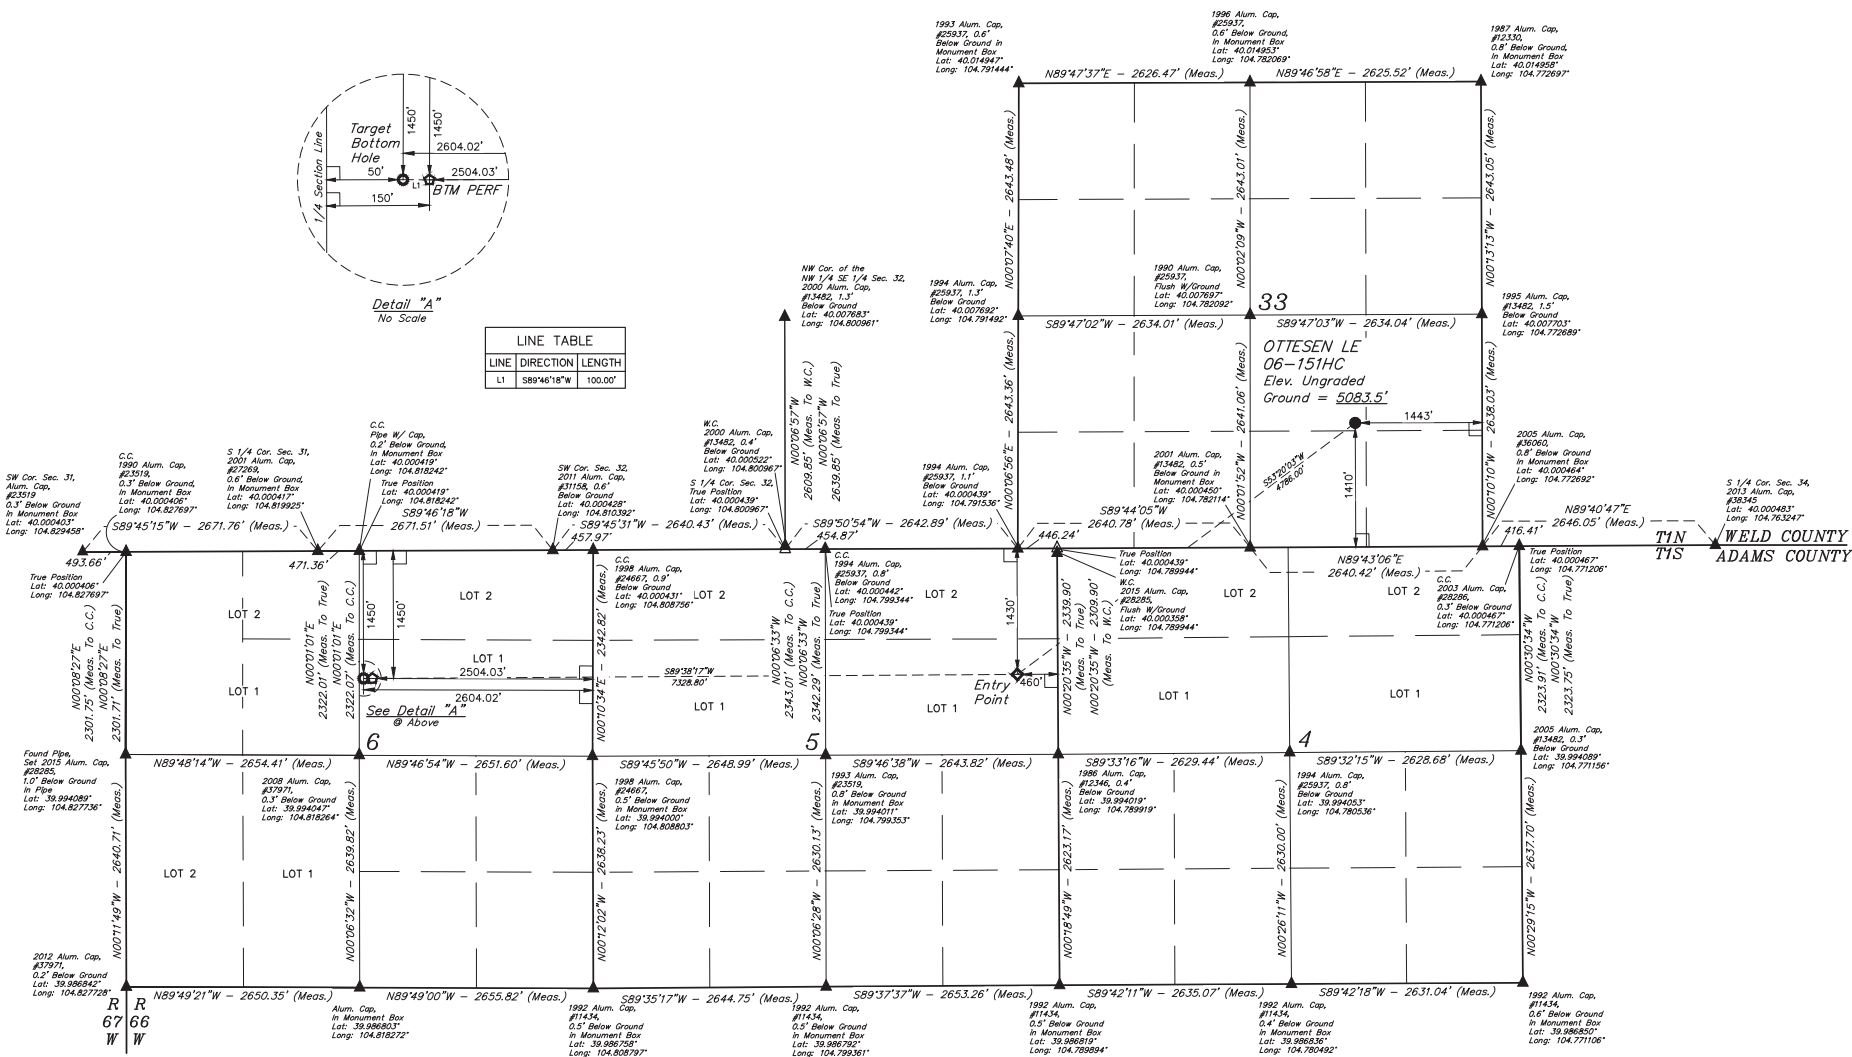 1993 Alum. Cap,
#25937, 0.6'
Below Ground in
Monument Box
Lat: 40.014947°
Long: 104.791444°
1996 Alum. Cap,
#25937,
0.6' Below Ground,
in Monument Box
Lat: 40.014953°
Long: 104.782069°
1987 Alum. Cap,
#12330,
0.8' Below Ground,
in Monument Box
Lat: 40.014958°
Long: 104.772697°
N89°47'37"E - 2626.47' (Meas.)
N89°46'58"E - 2625.52' (Meas.)
1450'
1450'
Target
Bottom
Hole
2604.02'
50'
L1
2504.03'
BTM PERF
150'
1/4 Section Line
Detail "A"
No Scale
N00°07'40"E - 2643.48' (Meas.)
N00°02'09"W - 2643.01' (Meas.)
N00°13'13"W - 2643.05' (Meas.)
NW Cor. of the
NW 1/4 SE 1/4 Sec. 32,
2000 Alum. Cap,
#13482, 1.3'
Below Ground
Lat: 40.007683°
Long: 104.800961°
1994 Alum. Cap,
#25937, 1.3'
Below Ground
Lat: 40.007692°
Long: 104.791492°
1990 Alum. Cap,
#25937,
Flush W/Ground
Lat: 40.007697°
Long: 104.782092°
33
1995 Alum. Cap,
#13482, 1.5'
Below Ground
Lat: 40.007703°
Long: 104.772689°
S89°47'02"W - 2634.01' (Meas.)
S89°47'03"W - 2634.04' (Meas.)
LINE TABLE
LINE DIRECTION LENGTH
L1 S89°46'18"W 100.00'
OTTESEN LE
06-151HC
Elev. Ungraded
Ground = 5083.5'
1443'
1410'
S53°20'03"W
4786.00'
N00°06'57"W
2609.85' (Meas. To W.C.)
N00°06'57"W
2639.85' (Meas. To True)
N00°06'56"E - 2643.36' (Meas.)
N00°01'52"W - 2641.06' (Meas.)
N00°10'10"W - 2638.03' (Meas.)
SW Cor. Sec. 31,
Alum. Cap,
#23519
0.3' Below Ground
in Monument Box
Lat: 40.000403°
Long: 104.829458°
C.C.
1990 Alum. Cap,
#23519,
0.3' Below Ground,
in Monument Box
Lat: 40.000406°
Long: 104.827697°
S 1/4 Cor. Sec. 31,
2001 Alum. Cap,
#27269,
0.6' Below Ground,
in Monument Box
Lat: 40.000417°
Long: 104.819925°
C.C.
Pipe W/ Cap,
0.2' Below Ground,
in Monument Box
Lat: 40.000419°
Long: 104.818242°
True Position
Lat: 40.000419°
Long: 104.818242°
SW Cor. Sec. 32,
2011 Alum. Cap,
#31158, 0.6'
Below Ground
Lat: 40.000428°
Long: 104.810392°
W.C.
2000 Alum. Cap,
#13482, 0.4'
Below Ground
Lat: 40.000522°
Long: 104.800967°
S 1/4 Cor. Sec. 32,
True Position
Lat: 40.000439°
Long: 104.800967°
1994 Alum. Cap,
#25937, 1.1'
Below Ground
Lat: 40.000439°
Long: 104.791536°
2001 Alum. Cap,
#13482, 0.5'
Below Ground in
Monument Box
Lat: 40.000450°
Long: 104.782114°
2005 Alum. Cap,
#36060,
0.8' Below Ground,
in Monument Box
Lat: 40.000464°
Long: 104.772692°
S 1/4 Cor. Sec. 34,
2013 Alum. Cap,
#38345
Lat: 40.000483°
Long: 104.763247°
S89°45'15"W - 2671.76' (Meas.)
S89°46'18"W
2671.51' (Meas.)
S89°45'31"W - 2640.43' (Meas.)
S89°50'54"W - 2642.89' (Meas.)
S89°44'05"W
2640.78' (Meas.)
N89°43'06"E
2640.42' (Meas.)
N89°40'47"E
2646.05' (Meas.)
493.66'
471.36'
457.97'
454.87'
446.24'
416.41'
T1N WELD COUNTY
T1S ADAMS COUNTY
True Position
Lat: 40.000406°
Long: 104.827697°
C.C.
1998 Alum. Cap,
#24667, 0.9'
Below Ground
Lat: 40.000431°
Long: 104.808756°
C.C.
1994 Alum. Cap,
#25937, 0.8'
Below Ground
Lat: 40.000442°
Long: 104.799344°
True Position
Lat: 40.000439°
Long: 104.799344°
True Position
Lat: 40.000439°
Long: 104.789944°
W.C.
2015 Alum. Cap,
#28285,
Flush W/Ground
Lat: 40.000358°
Long: 104.789944°
True Position
Lat: 40.000467°
Long: 104.771206°
C.C.
2003 Alum. Cap,
#28286,
0.3' Below Ground
Lat: 40.000467°
Long: 104.771206°
N00°08'27"E
2301.75' (Meas. To C.C.)
N00°08'27"E
2301.71' (Meas. To True)
N00°01'01"E
2322.01' (Meas. To True)
N00°01'01"E
2322.07' (Meas. To C.C.)
1450'
1450'
N00°10'34"E - 2342.82' (Meas.)
N00°06'33"W
2343.01' (Meas. To C.C.)
N00°06'33"W
2342.29' (Meas. To True)
1430'
N00°20'35"W - 2339.90'
(Meas. To True)
N00°20'35"W - 2309.90'
(Meas. To W.C.)
N00°30'34"W
2323.91' (Meas. To C.C.)
N00°30'34"W
2323.75' (Meas. To True)
LOT 2
LOT 2
LOT 2
LOT 2
LOT 2
LOT 2
LOT 1
LOT 1
LOT 1
LOT 1
LOT 1
LOT 1
2504.03'
2604.02'
S89°38'17"W
7328.80'
Entry
Point
460'
See Detail "A"
@ Above
6
5
4
Found Pipe,
Set 2015 Alum. Cap,
#28285,
1.0' Below Ground
in Pipe
Lat: 39.994089°
Long: 104.827736°
N89°48'14"W - 2654.41' (Meas.)
N89°46'54"W - 2651.60' (Meas.)
S89°45'50"W - 2648.99' (Meas.)
S89°46'38"W - 2643.82' (Meas.)
S89°33'16"W - 2629.44' (Meas.)
S89°32'15"W - 2628.68' (Meas.)
2008 Alum. Cap,
#37971,
0.3' Below Ground
Lat: 39.994047°
Long: 104.818264°
1998 Alum. Cap,
#24667,
0.5' Below Ground
in Monument Box
Lat: 39.994000°
Long: 104.808803°
1993 Alum. Cap,
#23519,
0.8' Below Ground
in Monument Box
Lat: 39.994011°
Long: 104.799353°
1986 Alum. Cap,
#12346, 0.4'
Below Ground
Lat: 39.994019°
Long: 104.789919°
1994 Alum. Cap,
#25937, 0.8'
Below Ground
Lat: 39.994053°
Long: 104.780536°
2005 Alum. Cap,
#13482, 0.3'
Below Ground
Lat: 39.994089°
Long: 104.771156°
N00°11'49"W - 2640.71' (Meas.)
N00°06'32"W - 2639.82' (Meas.)
N00°12'02"W - 2638.23' (Meas.)
N00°06'28"W - 2630.13' (Meas.)
N00°18'49"W - 2623.17' (Meas.)
N00°26'11"W - 2630.00' (Meas.)
N00°29'15"W - 2637.70' (Meas.)
LOT 2
LOT 1
2012 Alum. Cap,
#37971,
0.2' Below Ground
Lat: 39.986842°
Long: 104.827728°
R R
67 66
W W
N89°49'21"W - 2650.35' (Meas.)
N89°49'00"W - 2655.82' (Meas.)
S89°35'17"W - 2644.75' (Meas.)
S89°37'37"W - 2653.26' (Meas.)
S89°42'11"W - 2635.07' (Meas.)
S89°42'18"W - 2631.04' (Meas.)
Alum. Cap,
in Monument Box
Lat: 39.986803°
Long: 104.818272°
1992 Alum. Cap,
#11434,
0.5' Below Ground
in Monument Box
Lat: 39.986758°
Long: 104.808797°
1992 Alum. Cap,
#11434,
0.5' Below Ground
in Monument Box
Lat: 39.986792°
Long: 104.799361°
1992 Alum. Cap,
#11434,
0.5' Below Ground
in Monument Box
Lat: 39.986819°
Long: 104.789894°
1992 Alum. Cap,
#11434,
0.4' Below Ground
in Monument Box
Lat: 39.986836°
Long: 104.780492°
1992 Alum. Cap,
#11434,
0.6' Below Ground
in Monument Box
Lat: 39.986850°
Long: 104.771106°